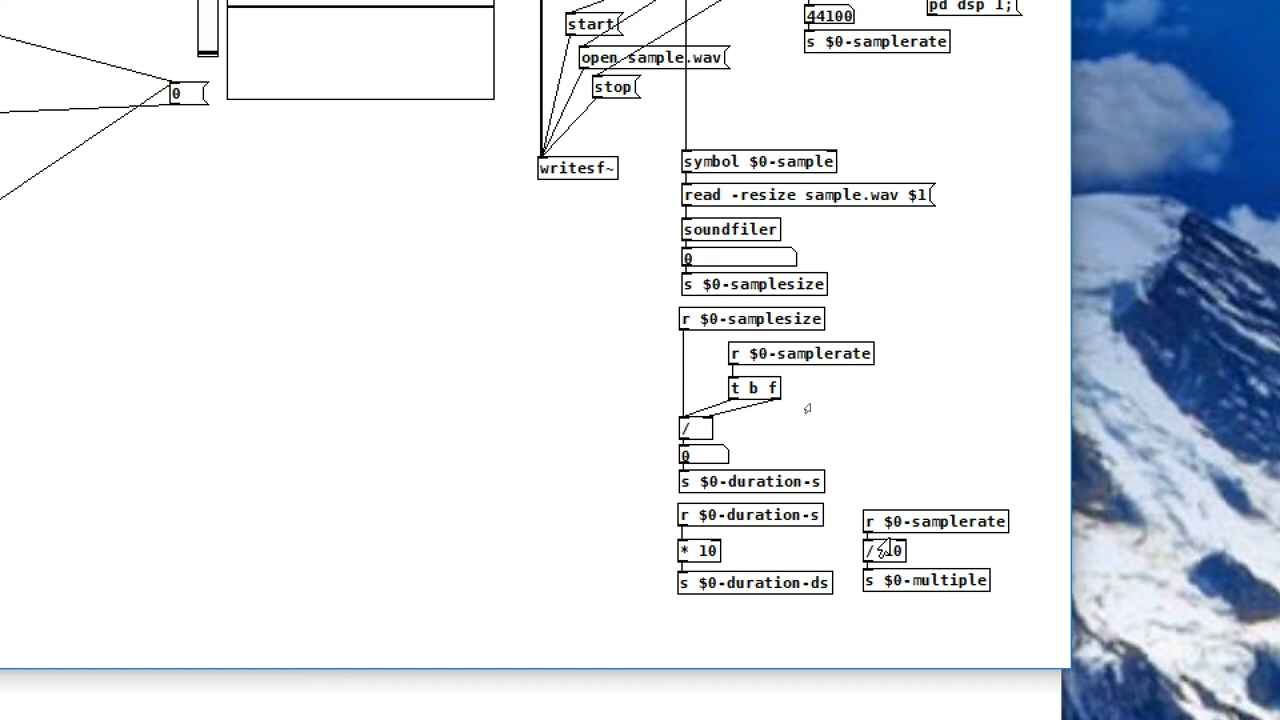 pd dsp 1;
44100
start
s $0-samplerate
open sample.wav
stop
0
symbol $0-sample
writesf~
read -resize sample.wav $1
soundfiler
0
s $0-samplesize
r $0-samplesize
r $0-samplerate
t b f
/
0
s $0-duration-s
r $0-duration-s
r $0-samplerate
* 10
/ 10
s $0-duration-ds
s $0-multiple